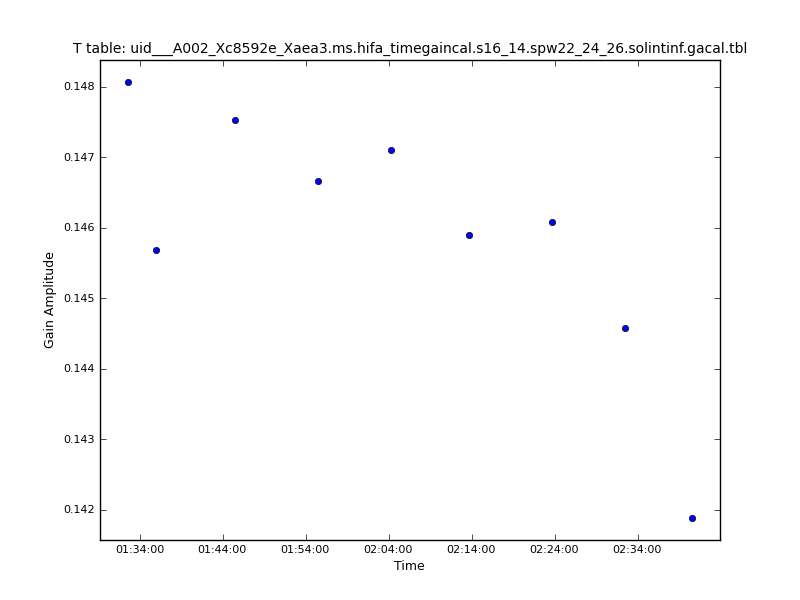 T table: uid___A002_Xc8592e_Xaea3.ms.hifa_timegaincal.s16_14.spw22_24_26.solintinf.gacal.tbl
0.148
0.147
0.146
0.145
0.144
0.143
0.142
Gain Amplitude
01:34:00 01:44:00 01:54:00 02:04:00 02:14:00 02:24:00 02:34:00
Time